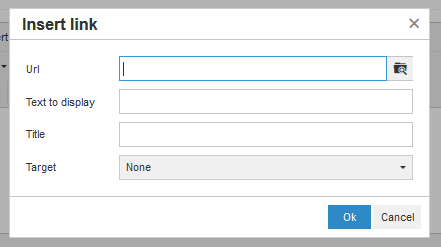 Insert link
Url
Text to display
Title
Target
None
Ok
Cancel